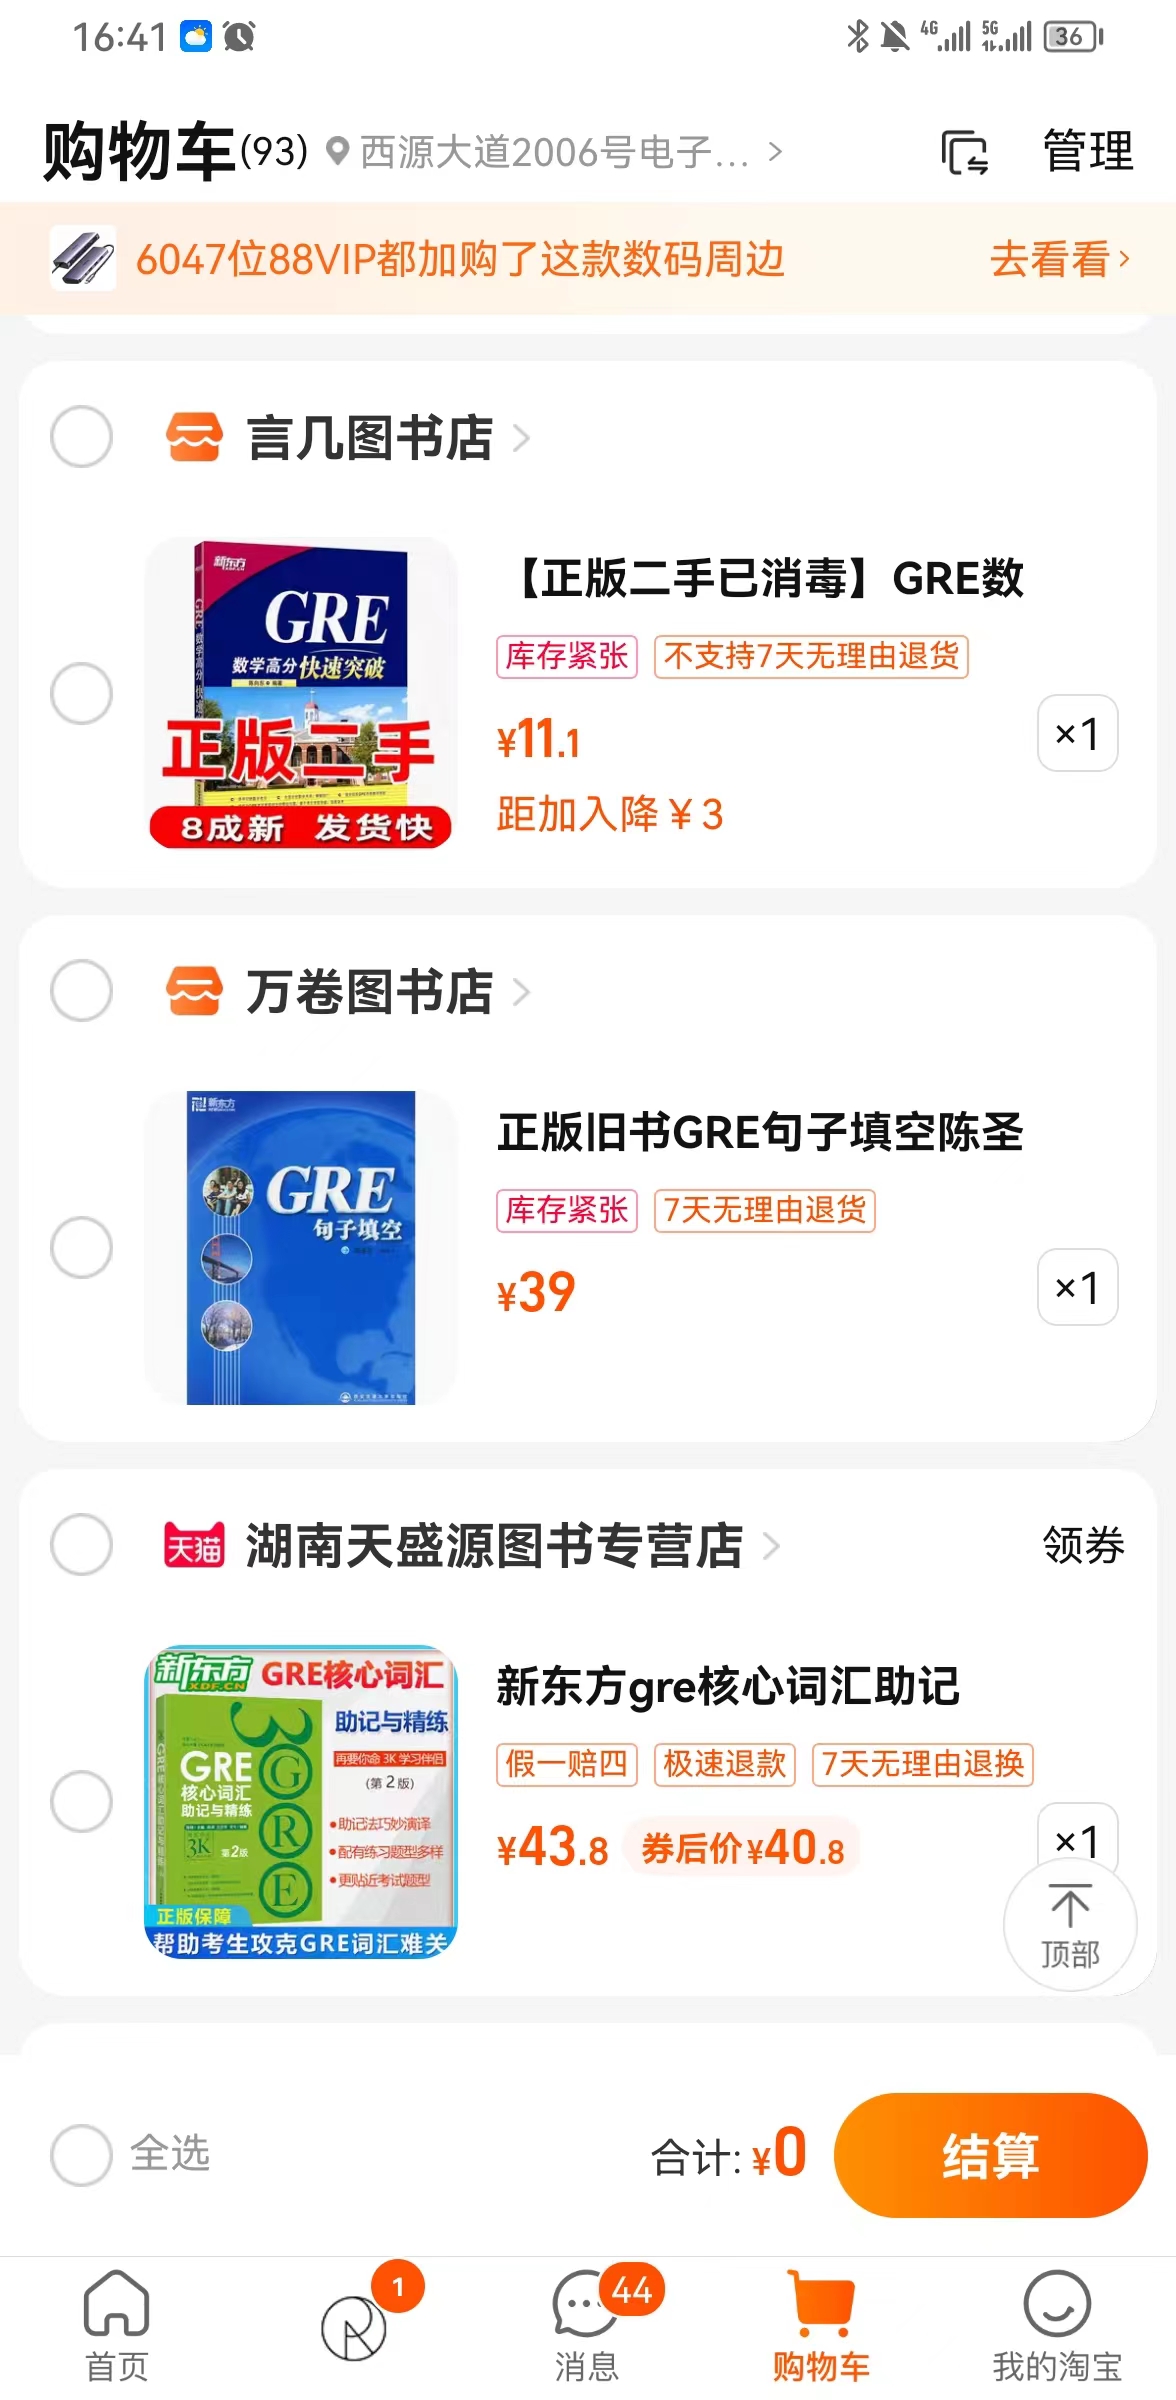 16:41
4G
5G
36
购物车(93)
西源大道2006号电子...
管理
6047位88VIP都加购了这款数码周边
去看看
言几图书店
新东方
GRE
数学高分快速突破
正版二手
8成新 发货快
【正版二手已消毒】GRE数
库存紧张
不支持7天无理由退货
¥11.1
×1
距加入降￥3
万卷图书店
新东方
GRE
句子填空
正版旧书GRE句子填空陈圣
库存紧张
7天无理由退货
¥39
×1
天猫
湖南天盛源图书专营店
领券
新东方
XDF.CN
GRE核心词汇
助记与精练
再要你命3K学习伴侣
(第2版)
•助记法巧妙演译
•配有练习题型多样
•更贴近考试题型
GRE
核心词汇
助记与精练
3K
第2版
GRE
正版保障
帮助考生攻克GRE词汇难关
新东方gre核心词汇助记
假一赔四
极速退款
7天无理由退换
¥43.8
券后价¥40.8
×1
顶部
全选
合计:¥0
结算
首页
1
44
消息
购物车
我的淘宝